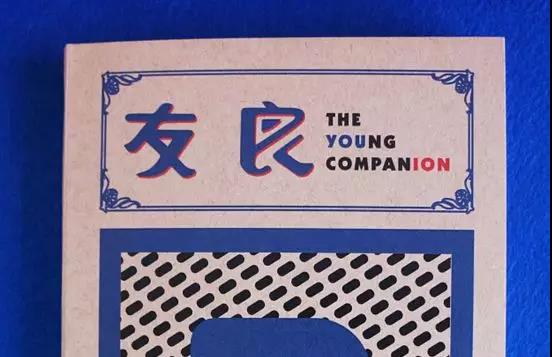 良友
THE
YOUNG
COMPANION